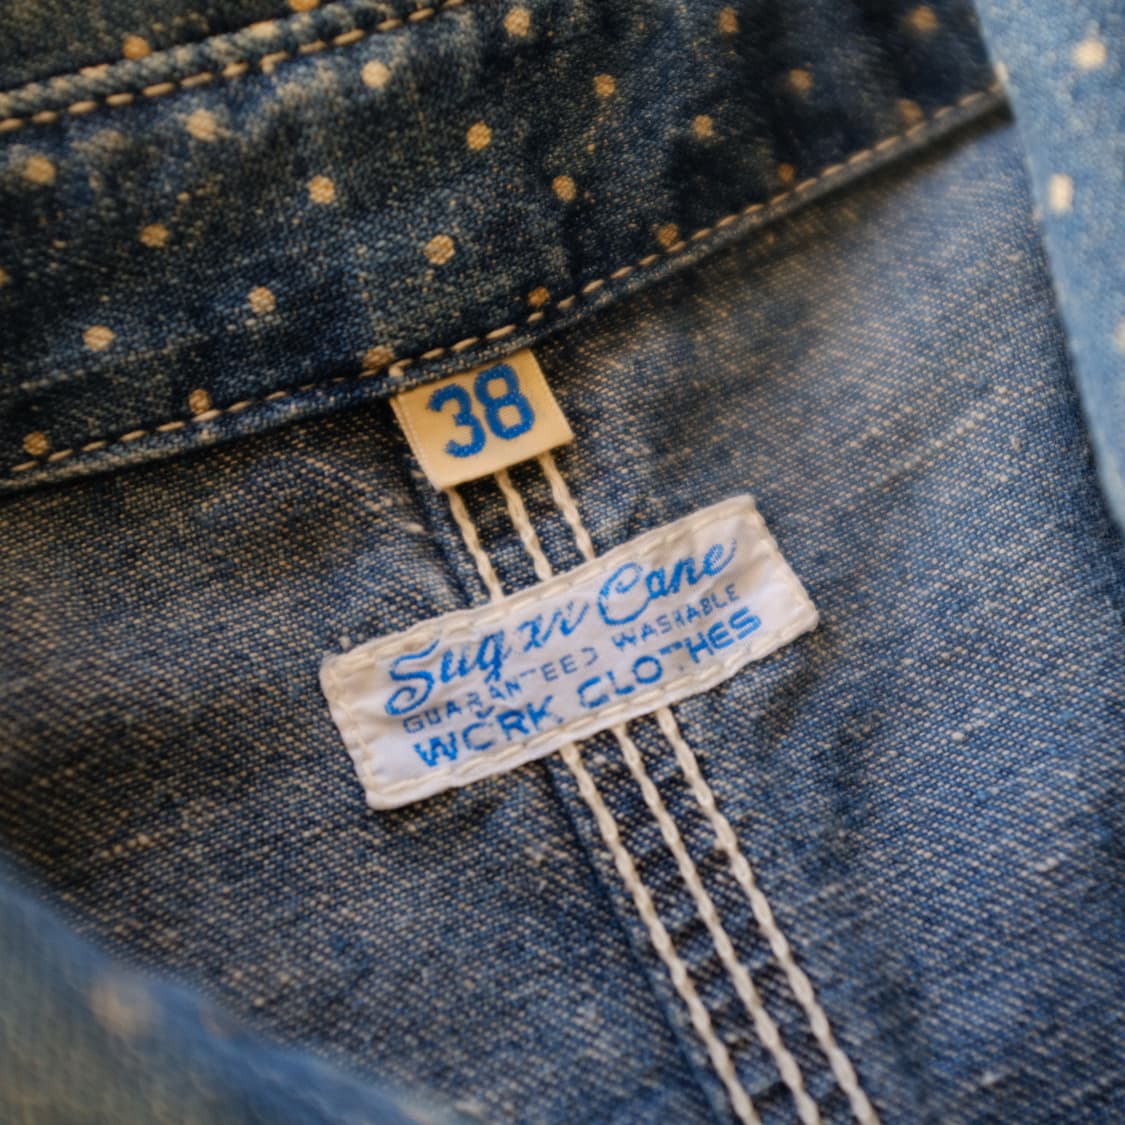 38
Sugar Cane
GUARANTEED WASHABLE
WORK CLOTHES